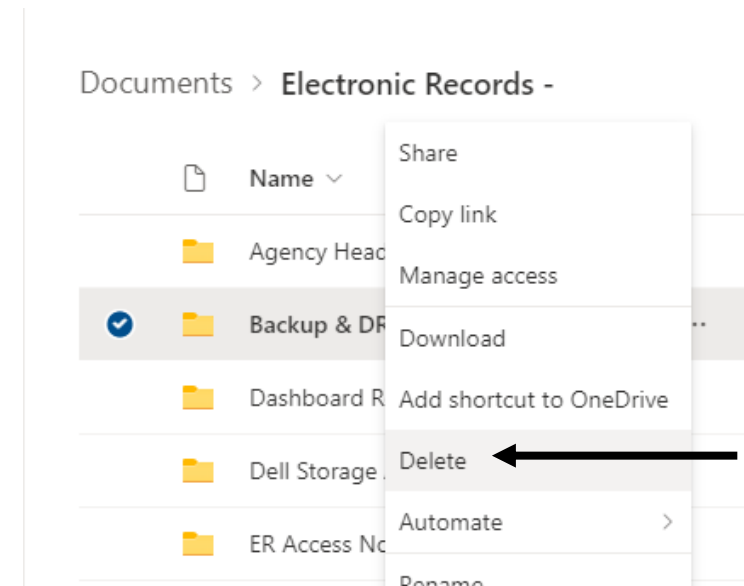 Documents > Electronic Records -
Name
Agency Head
Backup & DR
Dashboard R
Dell Storage
ER Access No
Share
Copy link
Manage access
Download
Add shortcut to OneDrive
Delete
Automate
Rename